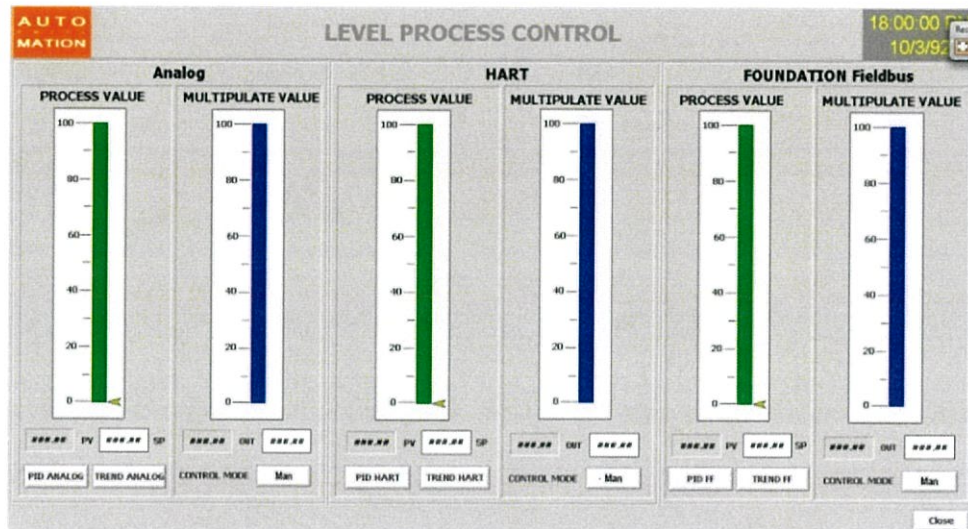 AUTO
MATION
LEVEL PROCESS CONTROL
18:00:00
10/3/92
Analog
PROCESS VALUE
100
80
60
40
20
0
###.## PV ###.## SP
PID ANALOG TREND ANALOG
MULTIPULATE VALUE
100
80
60
40
20
0
###.## OUT ###.##
CONTROL MODE Man
HART
PROCESS VALUE
100
80
60
40
20
0
###.## PV ###.## SP
PID HART TREND HART
MULTIPULATE VALUE
100
80
60
40
20
0
###.## OUT ###.##
CONTROL MODE Man
FOUNDATION Fieldbus
PROCESS VALUE
100
80
60
40
20
0
###.## PV ###.## SP
PID FF TREND FF
MULTIPULATE VALUE
100
80
60
40
20
0
###.## OUT ###.##
CONTROL MODE Man
Close